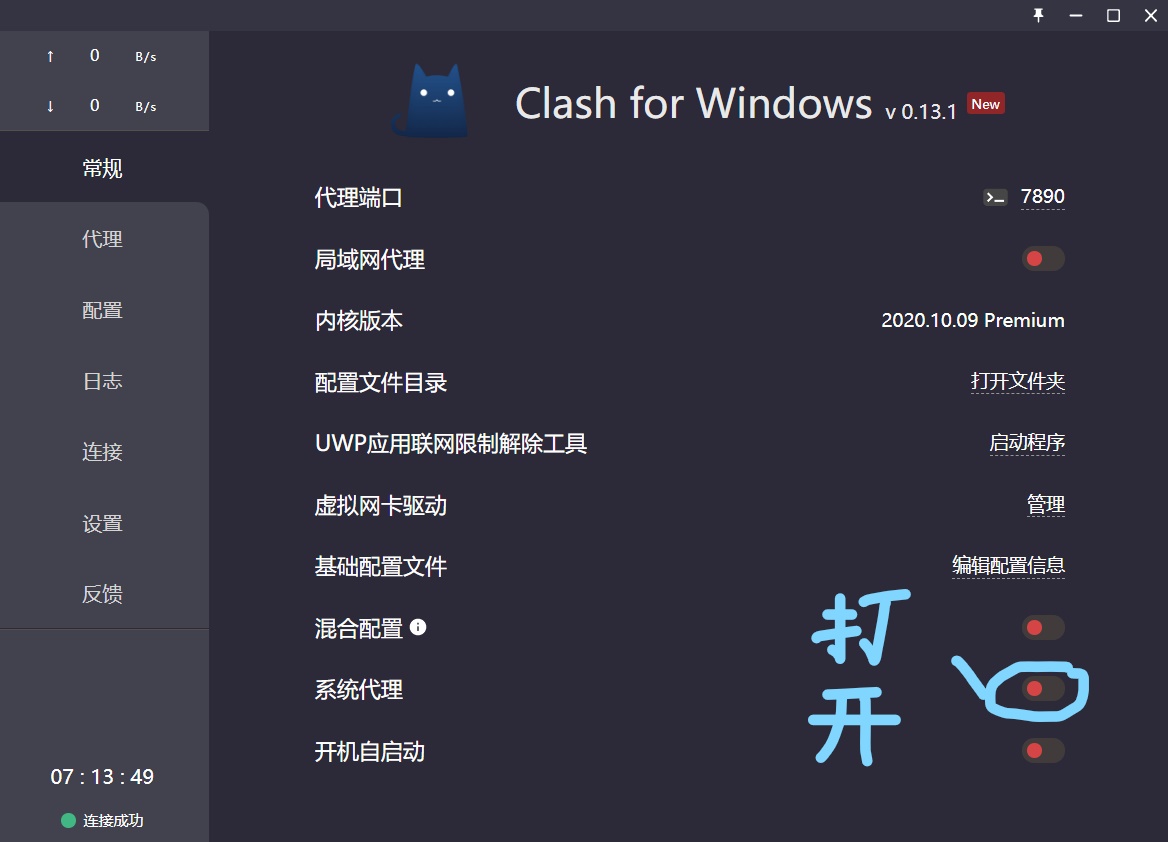 ↑ 0 B/s
↓ 0 B/s
常规
代理
配置
日志
连接
设置
反馈
07 : 13 : 49
连接成功
Clash for Windows v 0.13.1 New
代理端口 7890
局域网代理
内核版本 2020.10.09 Premium
配置文件目录 打开文件夹
UWP应用联网限制解除工具 启动程序
虚拟网卡驱动 管理
基础配置文件 编辑配置信息
混合配置
系统代理
开机自启动
打
开